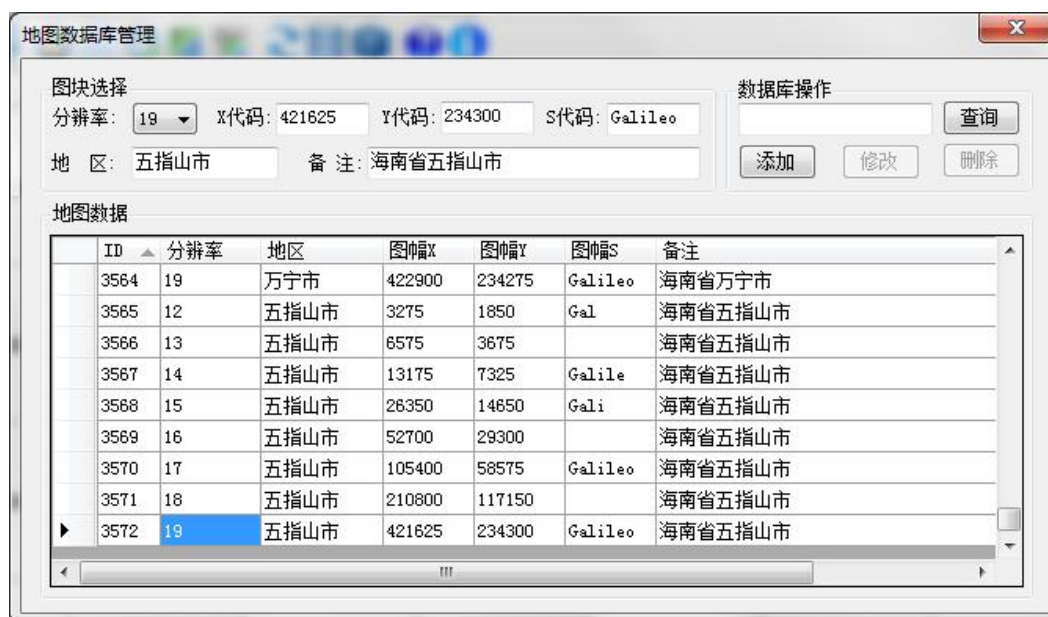 地图数据库管理
图块选择
分辨率: 19 X代码: 421625 Y代码: 234300 S代码: Galileo
地 区: 五指山市 备 注: 海南省五指山市
数据库操作
查询
添加 修改 删除
地图数据
ID 分辨率 地区 图幅X 图幅Y 图幅S 备注
3564 19 万宁市 422900 234275 Galileo 海南省万宁市
3565 12 五指山市 3275 1850 Gal 海南省五指山市
3566 13 五指山市 6575 3675 海南省五指山市
3567 14 五指山市 13175 7325 Galile 海南省五指山市
3568 15 五指山市 26350 14650 Gali 海南省五指山市
3569 16 五指山市 52700 29300 海南省五指山市
3570 17 五指山市 105400 58575 Galileo 海南省五指山市
3571 18 五指山市 210800 117150 海南省五指山市
3572 19 五指山市 421625 234300 Galileo 海南省五指山市